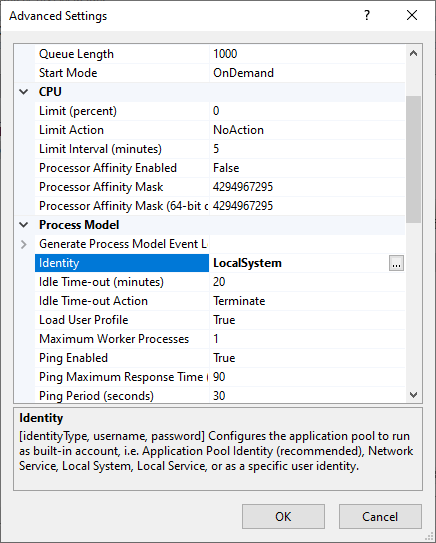 Advanced Settings
Queue Length 1000
Start Mode OnDemand
CPU
Limit (percent) 0
Limit Action NoAction
Limit Interval (minutes) 5
Processor Affinity Enabled False
Processor Affinity Mask 4294967295
Processor Affinity Mask (64-bit o 4294967295
Process Model
Generate Process Model Event L
Identity LocalSystem ...
Idle Time-out (minutes) 20
Idle Time-out Action Terminate
Load User Profile True
Maximum Worker Processes 1
Ping Enabled True
Ping Maximum Response Time ( 90
Ping Period (seconds) 30
Identity
[identityType, username, password] Configures the application pool to run
as built-in account, i.e. Application Pool Identity (recommended), Network
Service, Local System, Local Service, or as a specific user identity.
OK Cancel